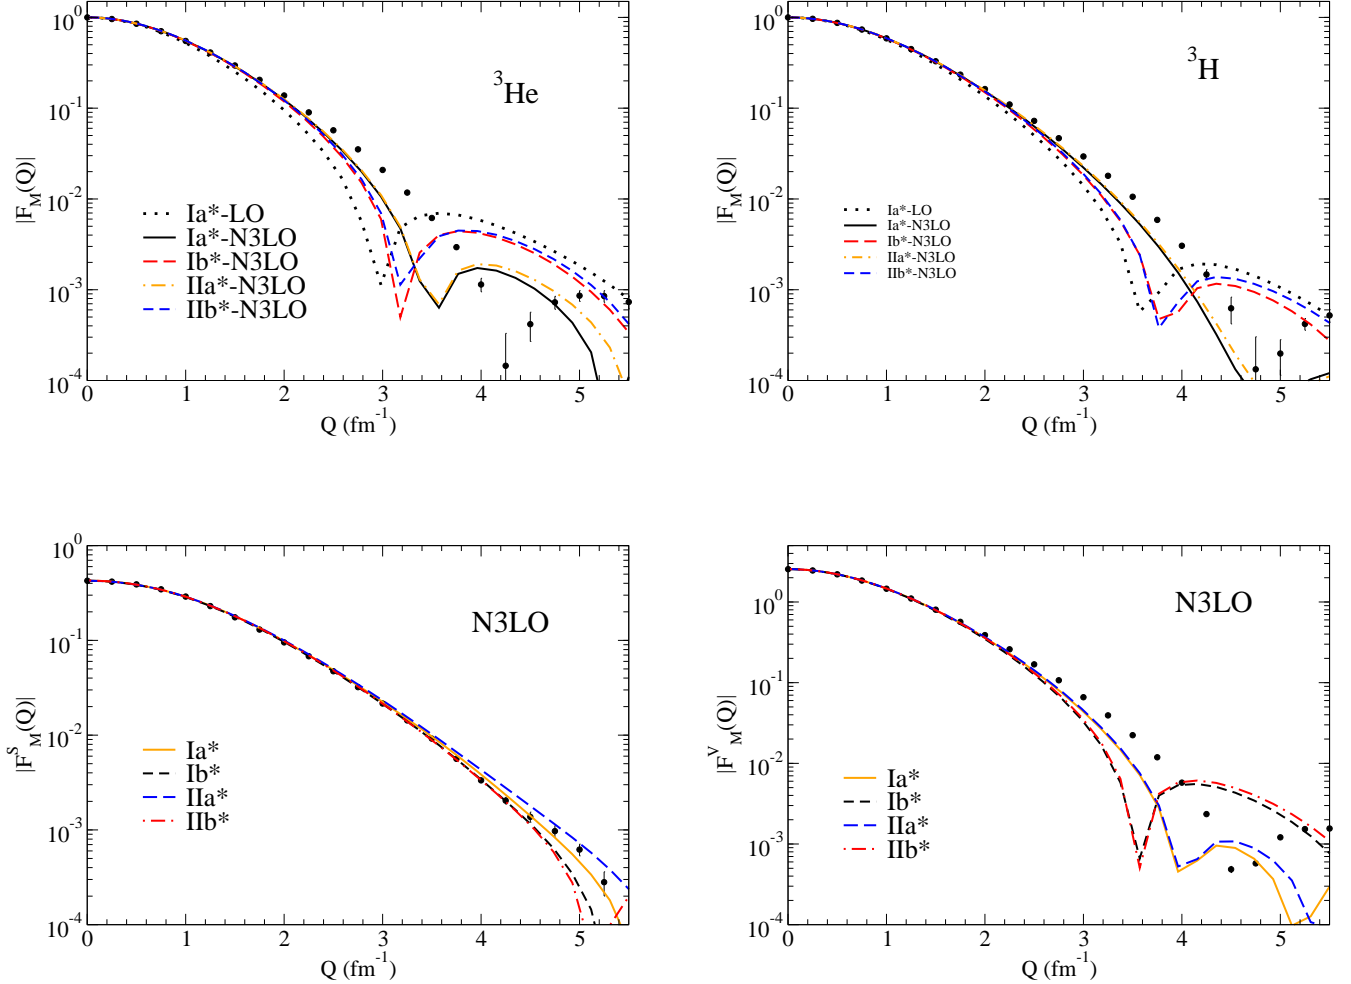 10^0
10^-1
10^-2
10^-3
10^-4
|F_M(Q)|
^3He
Ia*-LO
Ia*-N3LO
Ib*-N3LO
IIa*-N3LO
IIb*-N3LO
0 1 2 3 4 5
Q (fm^-1)
10^0
10^-1
10^-2
10^-3
10^-4
|F_M(Q)|
^3H
Ia*-LO
Ia*-N3LO
Ib*-N3LO
IIa*-N3LO
IIb*-N3LO
0 1 2 3 4 5
Q (fm^-1)
10^0
10^-1
10^-2
10^-3
10^-4
|F^S_M(Q)|
N3LO
Ia*
Ib*
IIa*
IIb*
0 1 2 3 4 5
Q (fm^-1)
10^0
10^-1
10^-2
10^-3
10^-4
|F^V_M(Q)|
N3LO
Ia*
Ib*
IIa*
IIb*
0 1 2 3 4 5
Q (fm^-1)